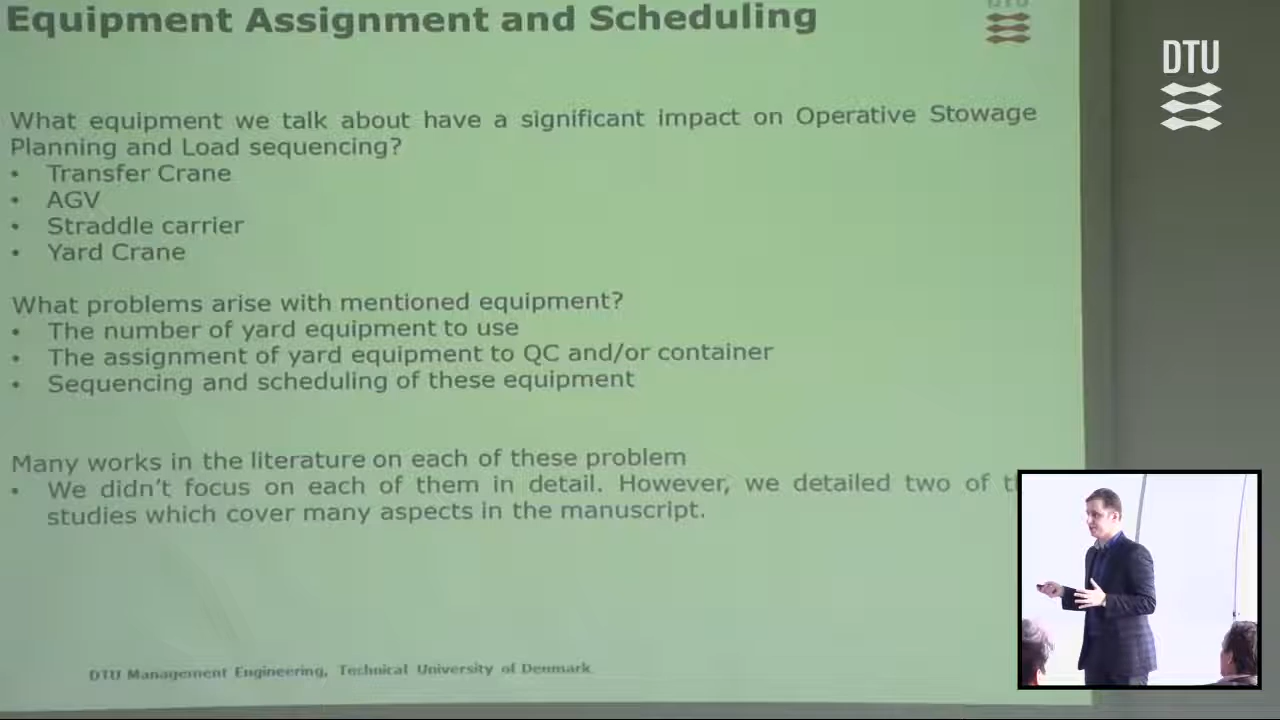 Equipment Assignment and Scheduling
DTU
DTU
What equipment we talk about have a significant impact on Operative Stowage
Planning and Load sequencing?
• Transfer Crane
• AGV
• Straddle carrier
• Yard Crane
What problems arise with mentioned equipment?
• The number of yard equipment to use
• The assignment of yard equipment to QC and/or container
• Sequencing and scheduling of these equipment
Many works in the literature on each of these problem
• We didn't focus on each of them in detail. However, we detailed two of
studies which cover many aspects in the manuscript.
DTU Management Engineering, Technical University of Denmark